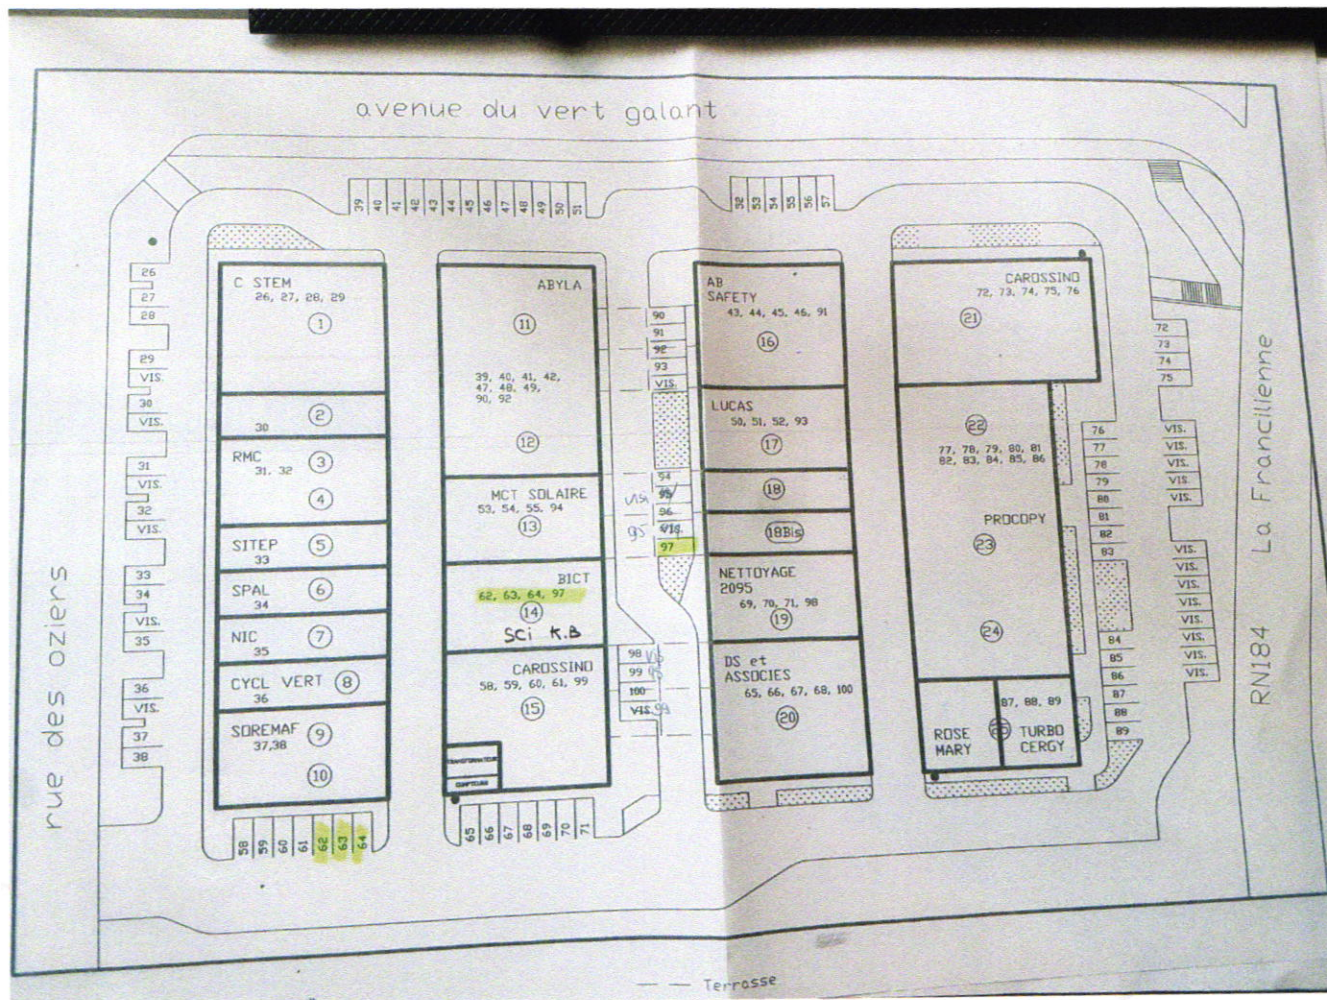 avenue du vert galant
39 40 41 42 43 44 45 46 47 48 49 50 51
52 53 54 55 56 57
rue des oziers
26
27
28
29
VIS.
30
VIS.
31
VIS.
32
VIS.
33
34
VIS.
35
36
VIS.
37
38
C STEM
26, 27, 28, 29
1
2
30
RMC
3
31, 32
4
SITEP
5
33
SPAL
6
34
NIC
7
35
CYCL VERT
8
36
SOREMAF
9
37,38
10
58 59 60 61 62 63 64
ABYLA
11
39, 40, 41, 42,
47, 48, 49,
90, 92
12
MCT SOLAIRE
53, 54, 55, 94
13
BICT
62, 63, 64, 97
14
SCi K.B
CAROSSINO
58, 59, 60, 61, 99
15
TRANSFORMATEUR
COMPTEURS
65 66 67 68 69 70 71
90
91
92
93
VIS.
94
95
96
VIS.
97
95
98
99
100
VIS.
99
AB
SAFETY
43, 44, 45, 46, 91
16
LUCAS
50, 51, 52, 93
17
18
18Bis
NETTOYAGE
2095
69, 70, 71, 98
19
DS et
ASSOCIES
65, 66, 67, 68, 100
20
CAROSSINO
72, 73, 74, 75, 76
21
22
77, 78, 79, 80, 81
82, 83, 84, 85, 86
PROCOPY
23
24
87, 88, 89
ROSE
MARY
TURBO
CERGY
76
77
78
79
80
81
82
83
84
85
86
87
88
89
72
73
74
75
VIS.
VIS.
VIS.
VIS.
VIS.
VIS.
VIS.
VIS.
VIS.
VIS.
VIS.
VIS.
RN184 La Francilienne
Terrasse